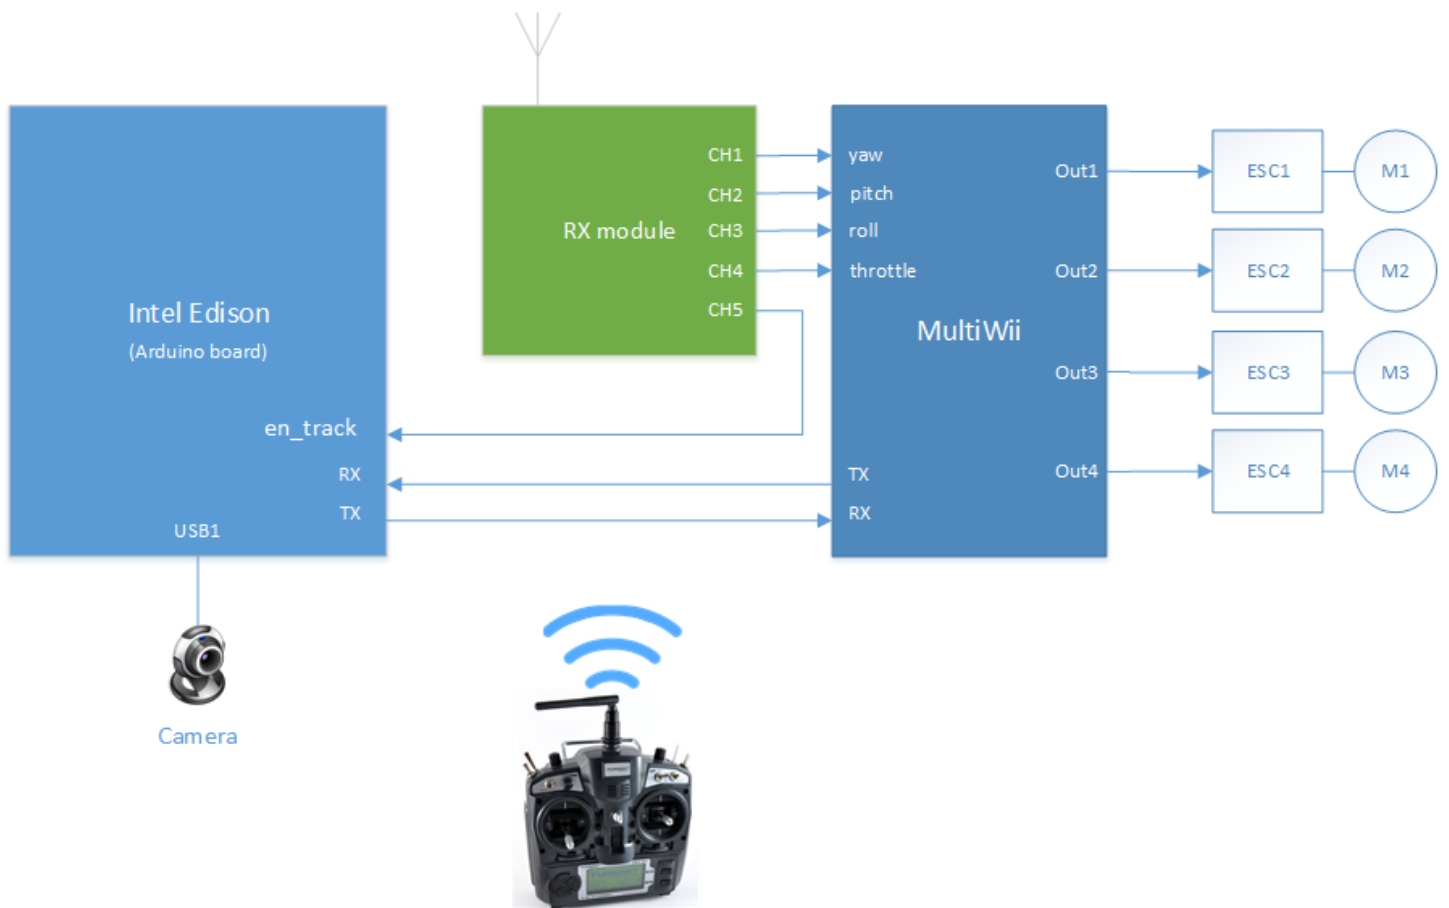 Intel Edison
(Arduino board)
en_track
RX
TX
USB1
Camera
RX module
CH1
CH2
CH3
CH4
CH5
yaw
pitch
roll
throttle
MultiWii
TX
RX
Out1
Out2
Out3
Out4
ESC1
M1
ESC2
M2
ESC3
M3
ESC4
M4